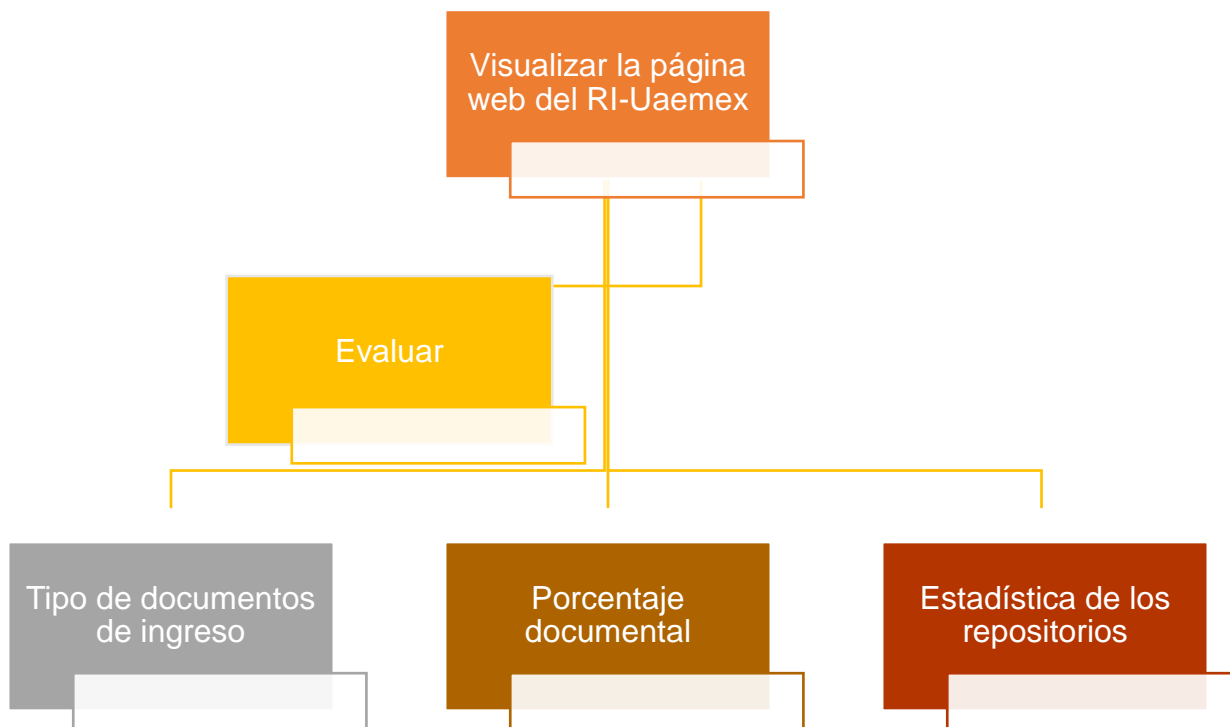 Visualizar la página
web del RI-Uaemex
Evaluar
Tipo de documentos
de ingreso
Porcentaje
documental
Estadística de los
repositorios